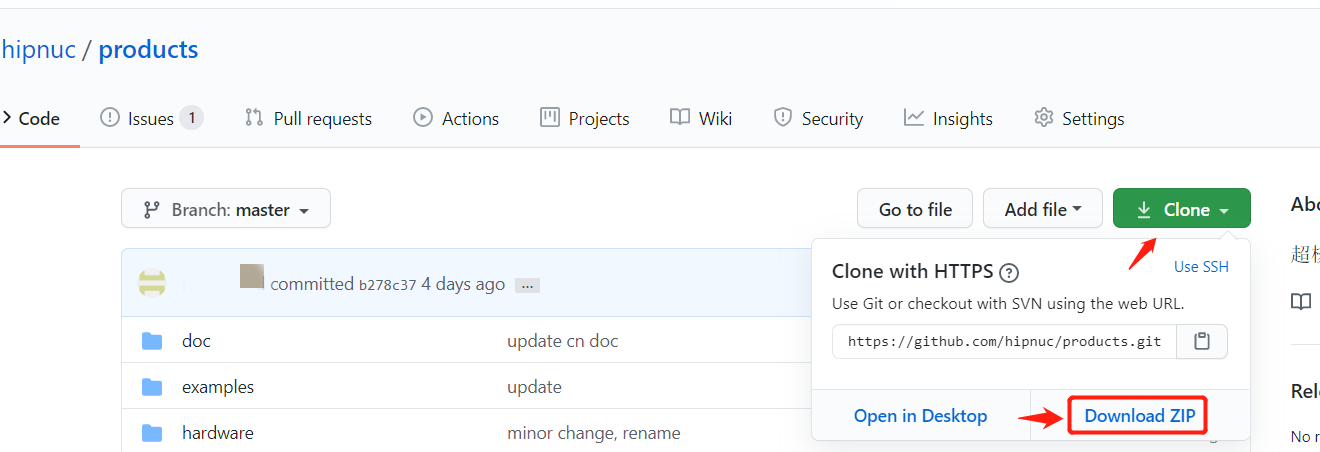 hipnuc / products
Code Issues 1 Pull requests Actions Projects Wiki Security Insights Settings
Branch: master Go to file Add file Clone
committed b278c37 4 days ago ...
Clone with HTTPS ? Use SSH
Use Git or checkout with SVN using the web URL.
https://github.com/hipnuc/products.git
Open in Desktop Download ZIP
doc update cn doc
examples update
hardware minor change, rename
Abo
超
Rel
No r